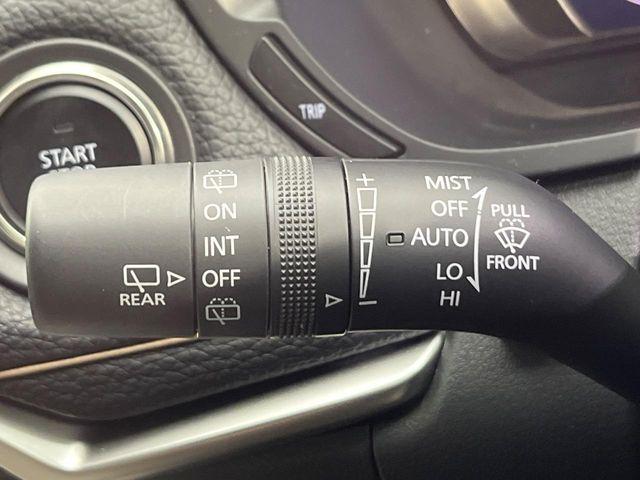 TRIP
START
REAR
ON
INT
OFF
+
MIST
OFF
AUTO
LO
HI
PULL
FRONT